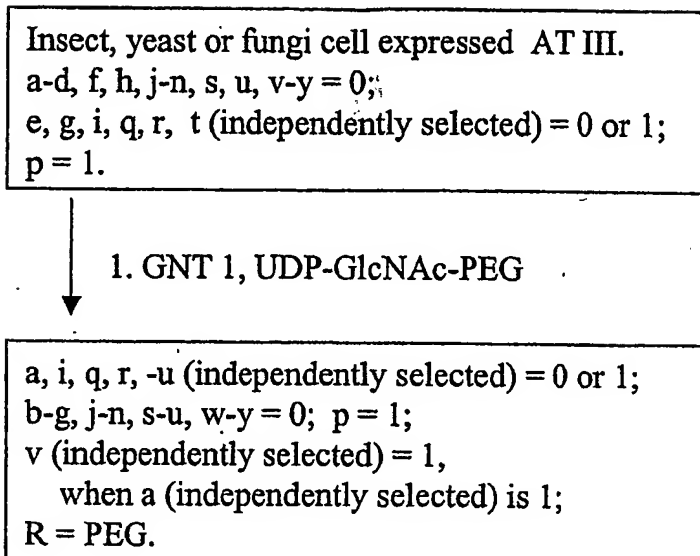 Insect, yeast or fungi cell expressed AT III.
a-d, f, h, j-n, s, u, v-y = 0;
e, g, i, q, r, t (independently selected) = 0 or 1;
p = 1.
1. GNT 1, UDP-GlcNAc-PEG
a, i, q, r, -u (independently selected) = 0 or 1;
b-g, j-n, s-u, w-y = 0; p = 1;
v (independently selected) = 1,
when a (independently selected) is 1;
R = PEG.